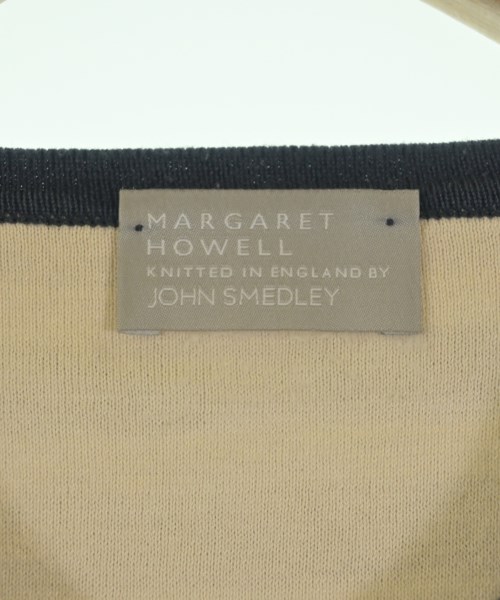 MARGARET
HOWELL
KNITTED IN ENGLAND BY
JOHN SMEDLEY